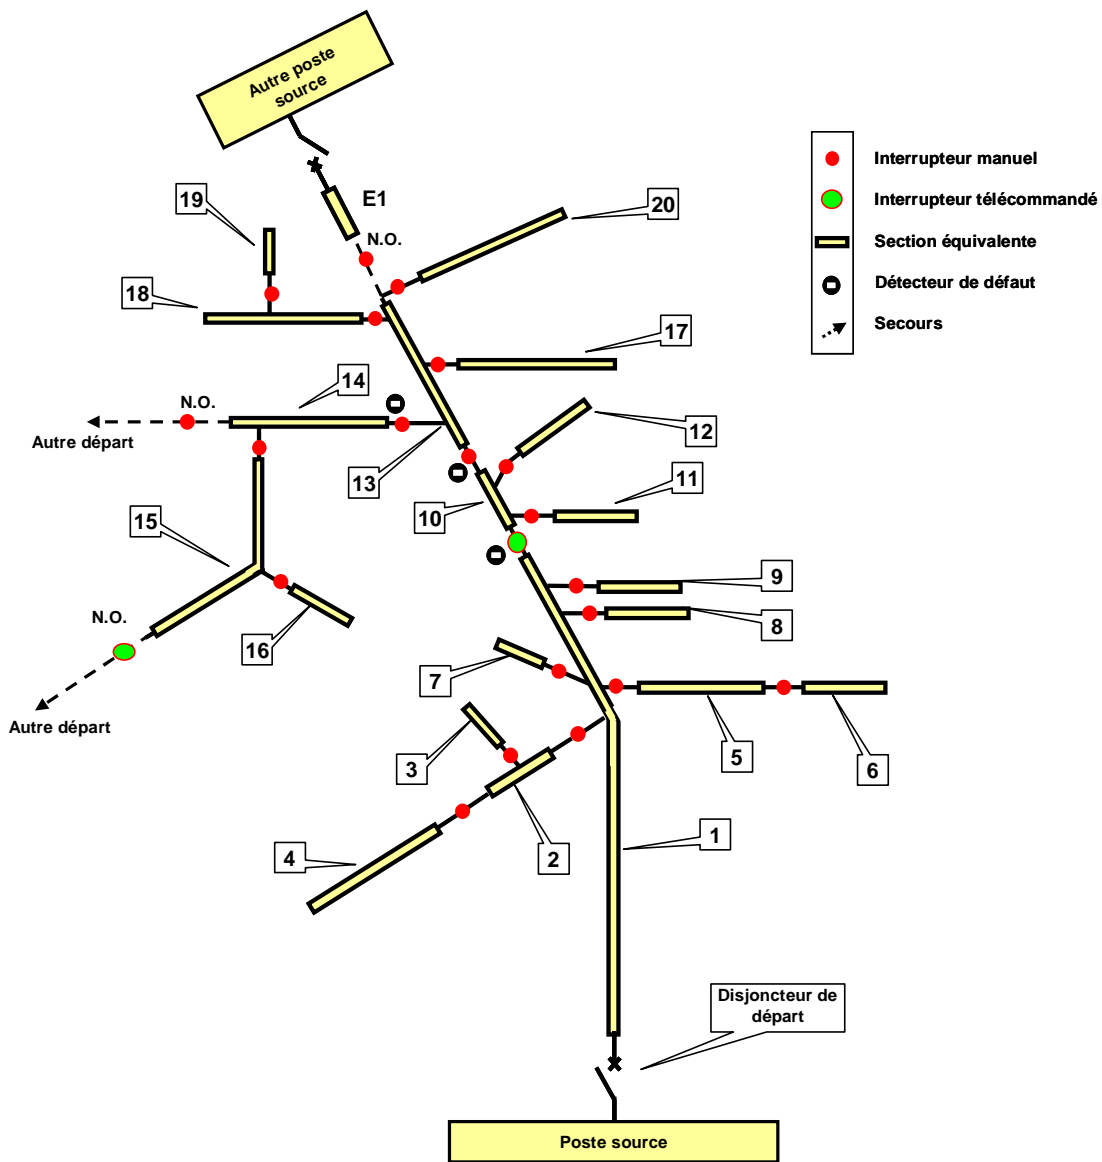 Autre poste
source
E1
N.O.
19
20
18
17
14
N.O.
Autre départ
13
12
11
10
15
9
8
N.O.
16
7
Autre départ
3
5
6
4
2
1
Disjoncteur de
départ
Poste source
Interrupteur manuel
Interrupteur télécommandé
Section équivalente
Détecteur de défaut
Secours